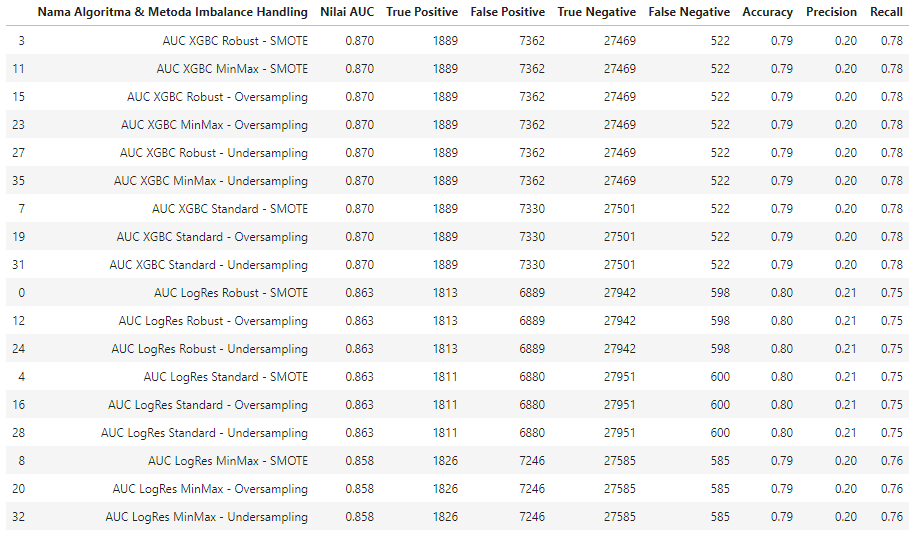 Nama Algoritma & Metoda Imbalance Handling Nilai AUC True Positive False Positive True Negative False Negative Accuracy Precision Recall
3 AUC XGBC Robust - SMOTE 0.870 1889 7362 27469 522 0.79 0.20 0.78
11 AUC XGBC MinMax - SMOTE 0.870 1889 7362 27469 522 0.79 0.20 0.78
15 AUC XGBC Robust - Oversampling 0.870 1889 7362 27469 522 0.79 0.20 0.78
23 AUC XGBC MinMax - Oversampling 0.870 1889 7362 27469 522 0.79 0.20 0.78
27 AUC XGBC Robust - Undersampling 0.870 1889 7362 27469 522 0.79 0.20 0.78
35 AUC XGBC MinMax - Undersampling 0.870 1889 7362 27469 522 0.79 0.20 0.78
7 AUC XGBC Standard - SMOTE 0.870 1889 7330 27501 522 0.79 0.20 0.78
19 AUC XGBC Standard - Oversampling 0.870 1889 7330 27501 522 0.79 0.20 0.78
31 AUC XGBC Standard - Undersampling 0.870 1889 7330 27501 522 0.79 0.20 0.78
0 AUC LogRes Robust - SMOTE 0.863 1813 6889 27942 598 0.80 0.21 0.75
12 AUC LogRes Robust - Oversampling 0.863 1813 6889 27942 598 0.80 0.21 0.75
24 AUC LogRes Robust - Undersampling 0.863 1813 6889 27942 598 0.80 0.21 0.75
4 AUC LogRes Standard - SMOTE 0.863 1811 6880 27951 600 0.80 0.21 0.75
16 AUC LogRes Standard - Oversampling 0.863 1811 6880 27951 600 0.80 0.21 0.75
28 AUC LogRes Standard - Undersampling 0.863 1811 6880 27951 600 0.80 0.21 0.75
8 AUC LogRes MinMax - SMOTE 0.858 1826 7246 27585 585 0.79 0.20 0.76
20 AUC LogRes MinMax - Oversampling 0.858 1826 7246 27585 585 0.79 0.20 0.76
32 AUC LogRes MinMax - Undersampling 0.858 1826 7246 27585 585 0.79 0.20 0.76